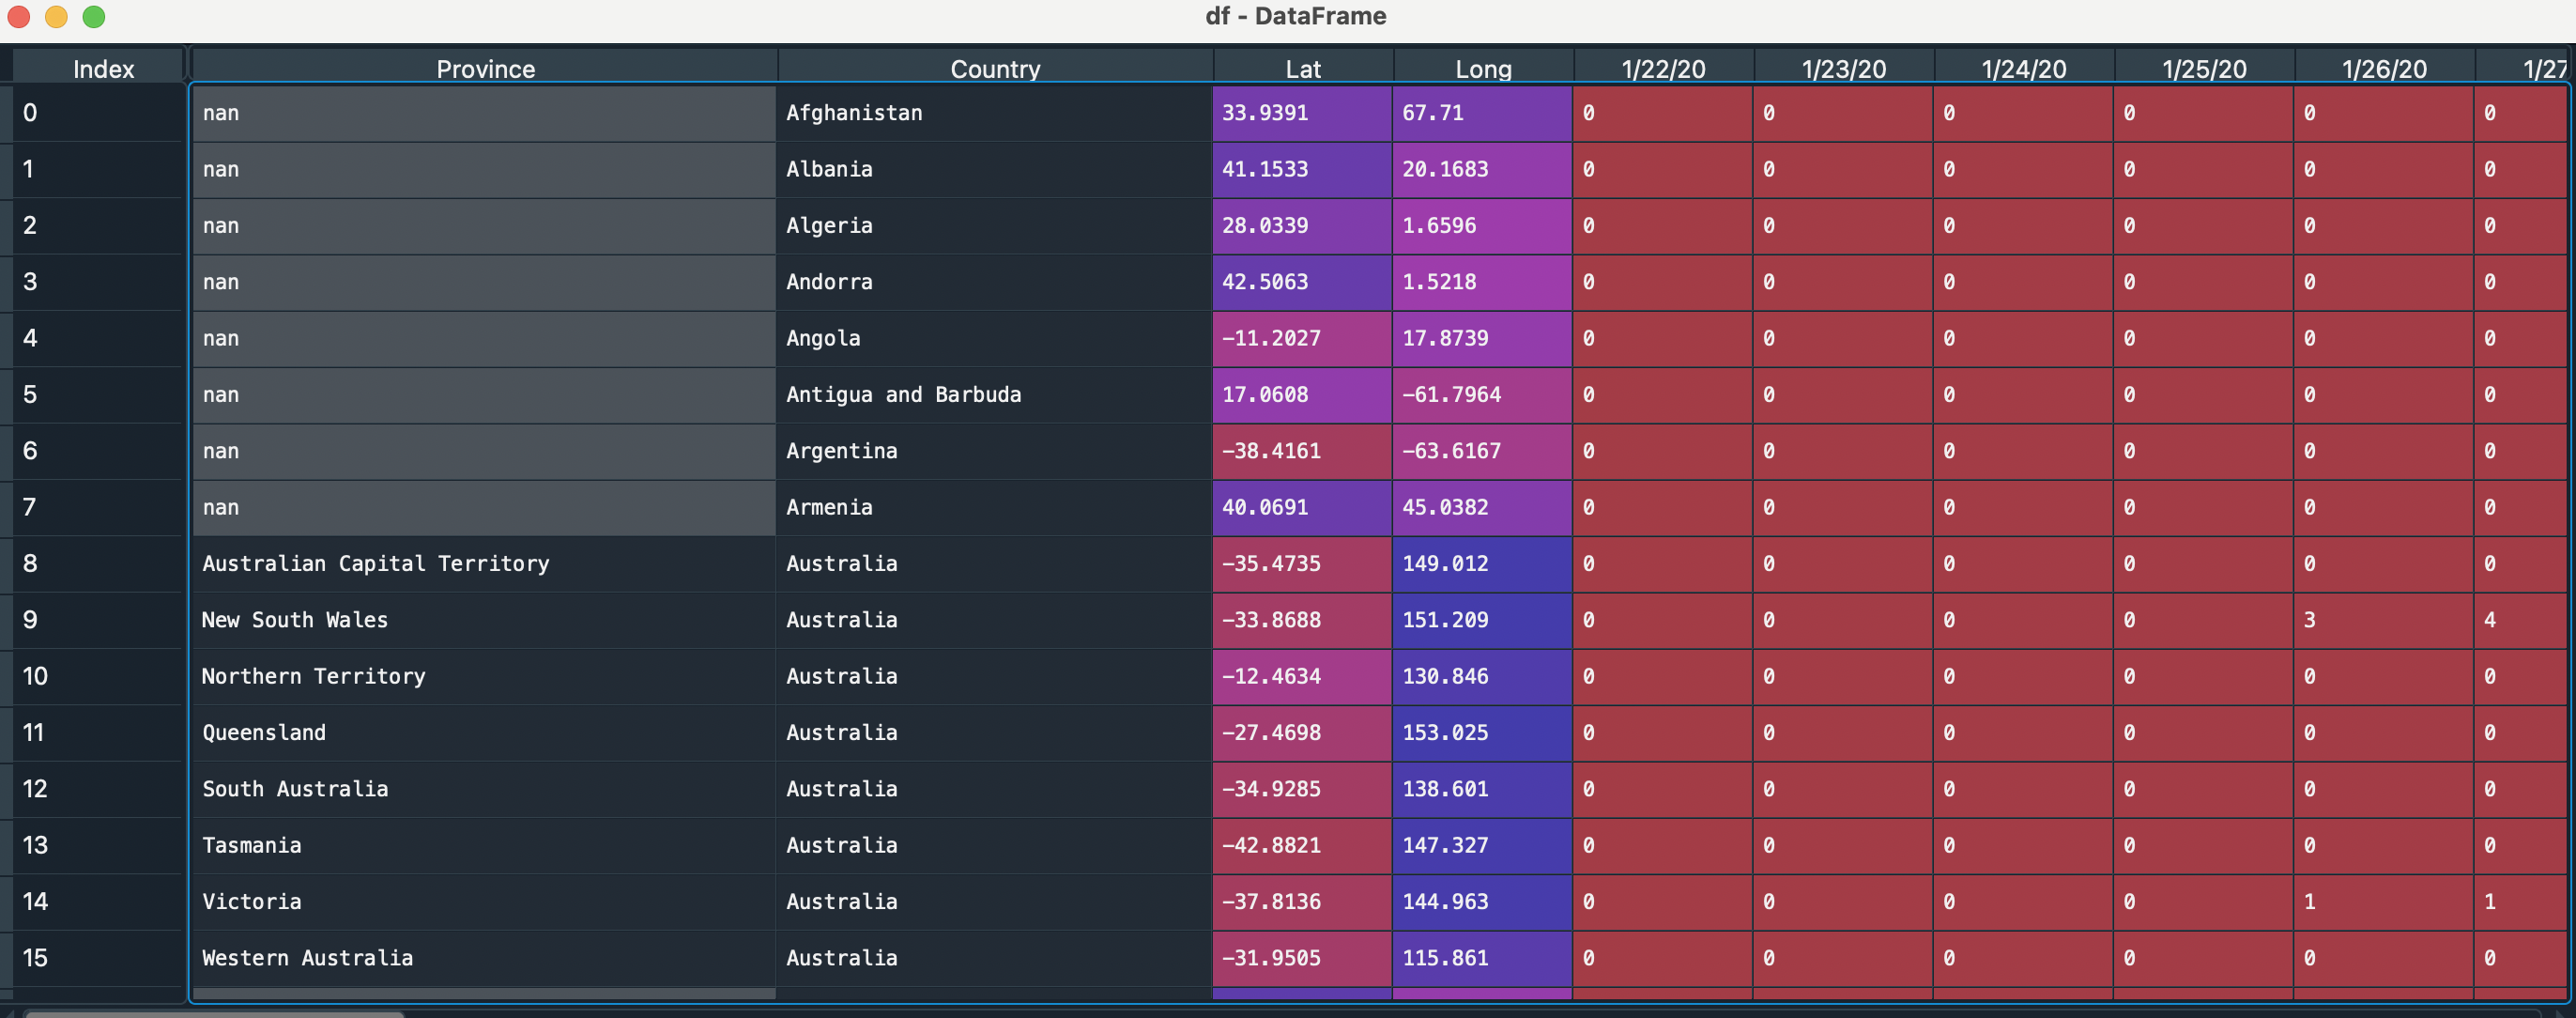 df - DataFrame
Index Province Country Lat Long 1/22/20 1/23/20 1/24/20 1/25/20 1/26/20 1/27
0 nan Afghanistan 33.9391 67.71 0 0 0 0 0 0
1 nan Albania 41.1533 20.1683 0 0 0 0 0 0
2 nan Algeria 28.0339 1.6596 0 0 0 0 0 0
3 nan Andorra 42.5063 1.5218 0 0 0 0 0 0
4 nan Angola -11.2027 17.8739 0 0 0 0 0 0
5 nan Antigua and Barbuda 17.0608 -61.7964 0 0 0 0 0 0
6 nan Argentina -38.4161 -63.6167 0 0 0 0 0 0
7 nan Armenia 40.0691 45.0382 0 0 0 0 0 0
8 Australian Capital Territory Australia -35.4735 149.012 0 0 0 0 0 0
9 New South Wales Australia -33.8688 151.209 0 0 0 0 3 4
10 Northern Territory Australia -12.4634 130.846 0 0 0 0 0 0
11 Queensland Australia -27.4698 153.025 0 0 0 0 0 0
12 South Australia Australia -34.9285 138.601 0 0 0 0 0 0
13 Tasmania Australia -42.8821 147.327 0 0 0 0 0 0
14 Victoria Australia -37.8136 144.963 0 0 0 0 1 1
15 Western Australia Australia -31.9505 115.861 0 0 0 0 0 0